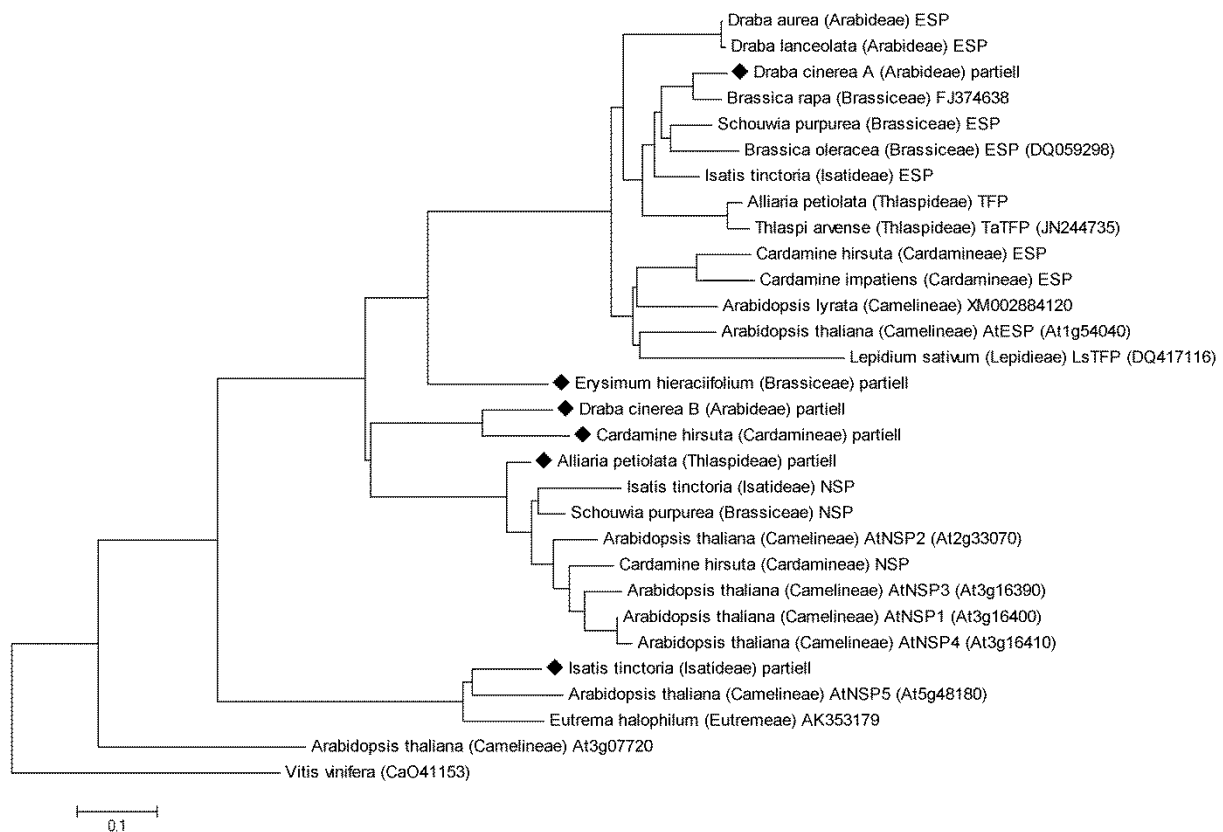 Draba aurea (Arabideae) ESP
Draba lanceolata (Arabideae) ESP
Draba cinerea A (Arabideae) partiell
Brassica rapa (Brassiceae) FJ374638
Schouwia purpurea (Brassiceae) ESP
Brassica oleracea (Brassiceae) ESP (DQ059298)
Isatis tinctoria (Isatideae) ESP
Alliaria petiolata (Thlaspideae) TFP
Thlaspi arvense (Thlaspideae) TaTFP (JN244735)
Cardamine hirsuta (Cardamineae) ESP
Cardamine impatiens (Cardamineae) ESP
Arabidopsis lyrata (Camelineae) XM002884120
Arabidopsis thaliana (Camelineae) AtESP (At1g54040)
Lepidium sativum (Lepidieae) LsTFP (DQ417116)
Erysimum hieraciifolium (Brassiceae) partiell
Draba cinerea B (Arabideae) partiell
Cardamine hirsuta (Cardamineae) partiell
Alliaria petiolata (Thlaspideae) partiell
Isatis tinctoria (Isatideae) NSP
Schouwia purpurea (Brassiceae) NSP
Arabidopsis thaliana (Camelineae) AtNSP2 (At2g33070)
Cardamine hirsuta (Cardamineae) NSP
Arabidopsis thaliana (Camelineae) AtNSP3 (At3g16390)
Arabidopsis thaliana (Camelineae) AtNSP1 (At3g16400)
Arabidopsis thaliana (Camelineae) AtNSP4 (At3g16410)
Isatis tinctoria (Isatideae) partiell
Arabidopsis thaliana (Camelineae) AtNSP5 (At5g48180)
Eutrema halophilum (Eutremeae) AK353179
Arabidopsis thaliana (Camelineae) At3g07720
Vitis vinifera (CaO41153)
0.1